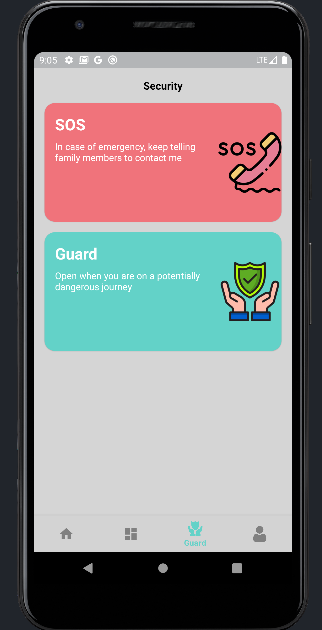 9:05
LTE
Security
SOS
In case of emergency, keep telling
family members to contact me
SOS
Guard
Open when you are on a potentially
dangerous journey
Guard